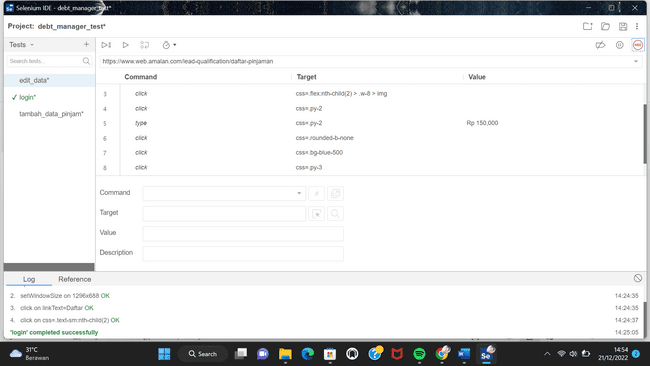 Selenium IDE - debt_manager_test*
Project: debt_manager_test*
Tests
Search tests...
edit_data*
✓ login*
tambah_data_pinjam*
https://www.web.amalan.com/lead-qualification/daftar-pinjaman
Command Target Value
3 click css=.flex:nth-child(2) > .w-8 > img
4 click css=.py-2
5 type css=.py-2 Rp 150,000
6 click css=.rounded-b-none
7 click css=.bg-blue-500
8 click css=.py-3
Command
Target
Value
Description
Log Reference
2. setWindowSize on 1296x688 OK 14:24:35
3. click on linkText=Daftar OK 14:24:35
4. click on css=.text-sm:nth-child(2) OK 14:24:37
'login' completed successfully 14:25:05
31°C
Berawan
Search
14:54
21/12/2022